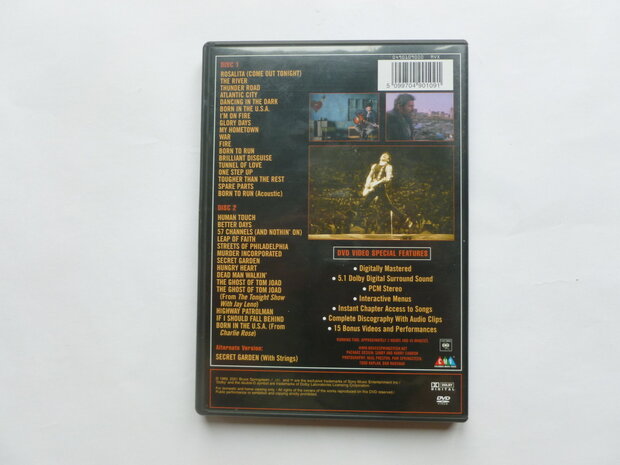 DISC 1
ROSALITA (COME OUT TONIGHT)
THE RIVER
THUNDER ROAD
ATLANTIC CITY
DANCING IN THE DARK
BORN IN THE U.S.A.
I'M ON FIRE
GLORY DAYS
MY HOMETOWN
WAR
FIRE
BORN TO RUN
BRILLIANT DISGUISE
TUNNEL OF LOVE
ONE STEP UP
TOUGHER THAN THE REST
SPARE PARTS
BORN TO RUN (Acoustic)
DISC 2
HUMAN TOUCH
BETTER DAYS
57 CHANNELS (AND NOTHIN' ON)
LEAP OF FAITH
STREETS OF PHILADELPHIA
MURDER INCORPORATED
SECRET GARDEN
HUNGRY HEART
DEAD MAN WALKIN'
THE GHOST OF TOM JOAD
THE GHOST OF TOM JOAD
(From The Tonight Show
With Jay Leno)
HIGHWAY PATROLMAN
IF I SHOULD FALL BEHIND
BORN IN THE U.S.A. (From
Charlie Rose)
Alternate Version:
SECRET GARDEN (With Strings)
5 099704 901091
DVD VIDEO SPECIAL FEATURES
• Digitally Mastered
• 5.1 Dolby Digital Surround Sound
• PCM Stereo
• Interactive Menus
• Instant Chapter Access to Songs
• Complete Discography With Audio Clips
• 15 Bonus Videos and Performances
WWW.BRUCESPRINGSTEEN.NET
DOLBY
DIGITAL
DVD